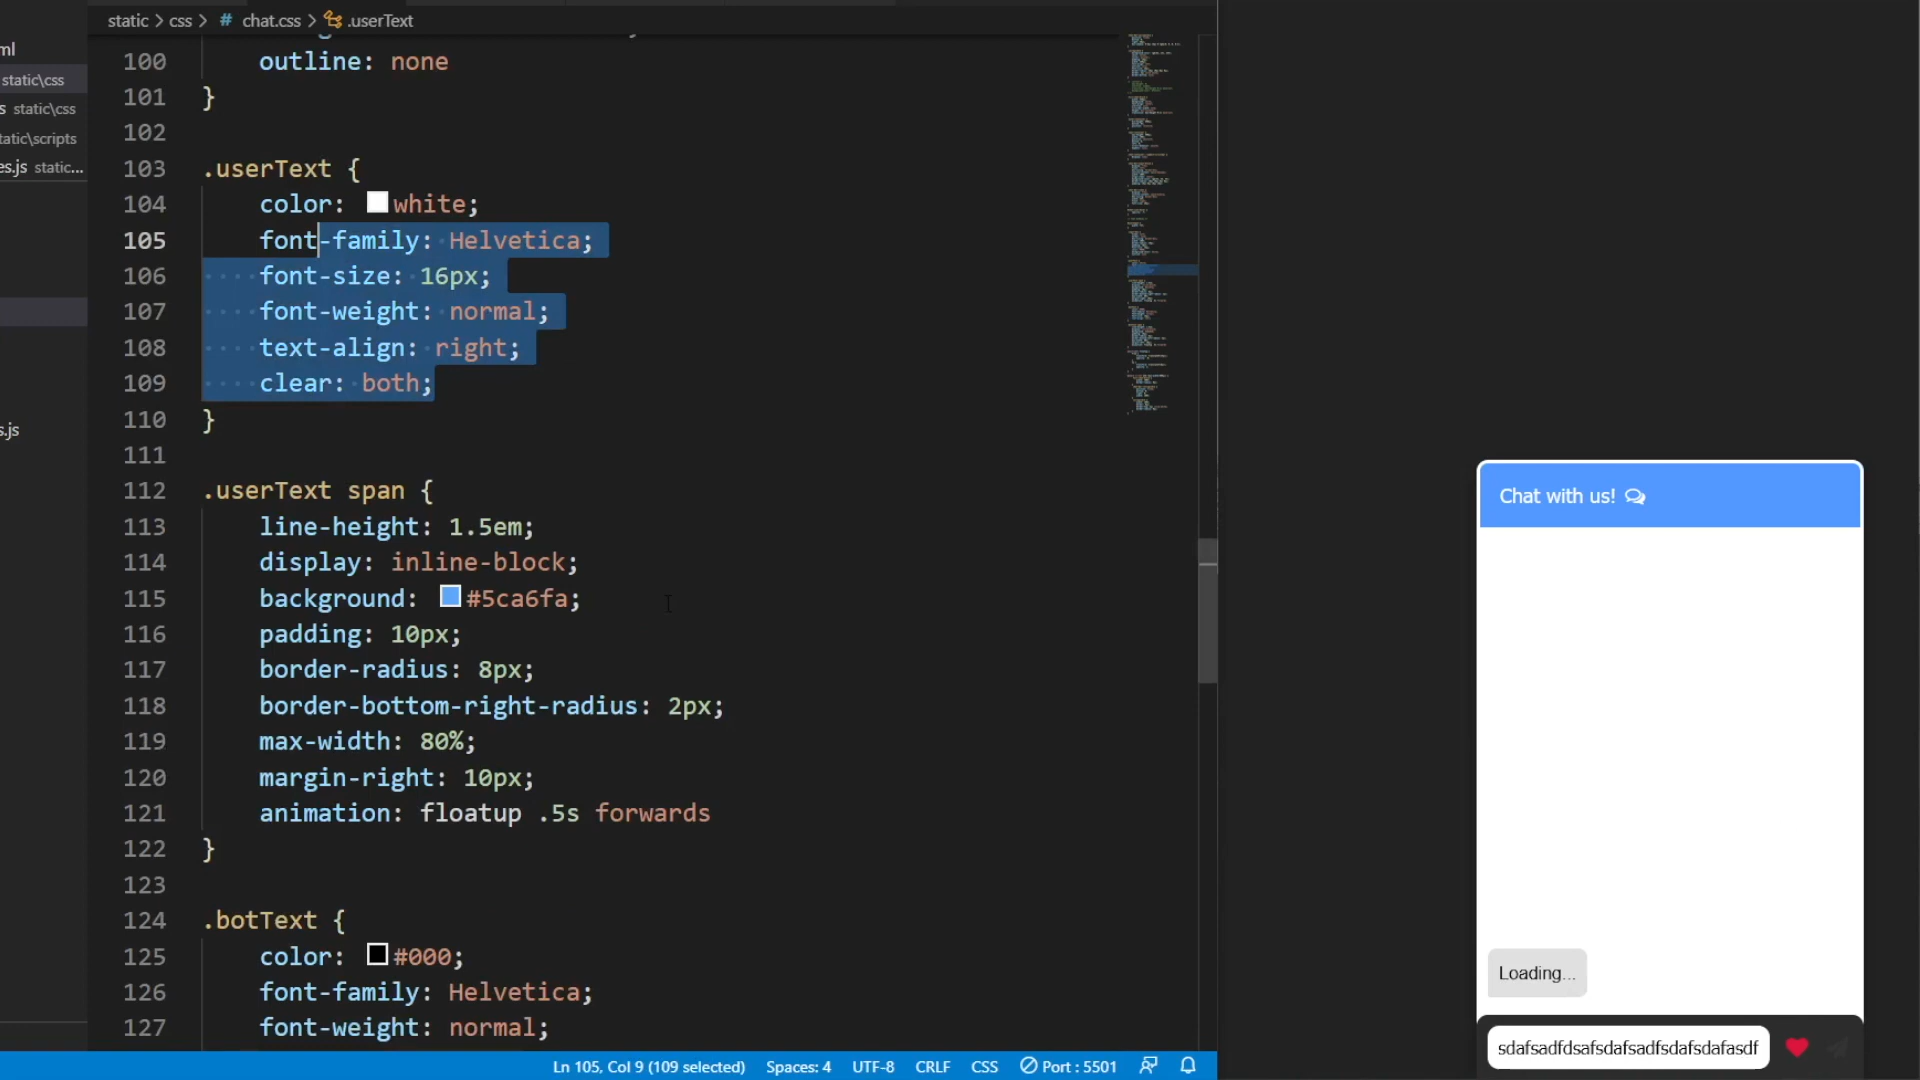 static > css > # chat.css > .userText
ml
static\css
s static\css
tatic\scripts
es.js static...
s.js
100 outline: none
101 }
102
103 .userText {
104 color: white;
105 font-family: Helvetica;
106 font-size: 16px;
107 font-weight: normal;
108 text-align: right;
109 clear: both;
110 }
111
112 .userText span {
113 line-height: 1.5em;
114 display: inline-block;
115 background: #5ca6fa;
116 padding: 10px;
117 border-radius: 8px;
118 border-bottom-right-radius: 2px;
119 max-width: 80%;
120 margin-right: 10px;
121 animation: floatup .5s forwards
122 }
123
124 .botText {
125 color: #000;
126 font-family: Helvetica;
127 font-weight: normal;
Ln 105, Col 9 (109 selected) Spaces: 4 UTF-8 CRLF CSS Port : 5501
Chat with us!
Loading...
sdafsadfdsafsdafsadfsdafsdafasdf